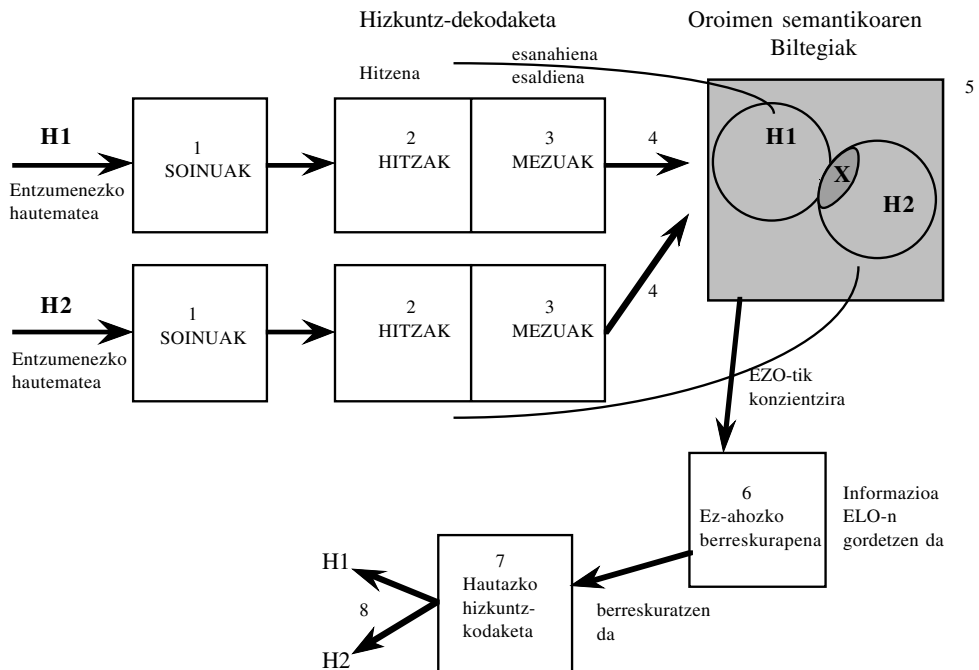 Hizkuntz-dekodaketa
Oroimen semantikoaren
Biltegiak
Hitzena
esanahiena
esaldiena
5
H1
Entzumenezko
hautematea
1
SOINUAK
2
HITZAK
3
MEZUAK
4
H1
X
H2
H2
Entzumenezko
hautematea
1
SOINUAK
2
HITZAK
3
MEZUAK
4
EZO-tik
konzientzira
6
Ez-ahozko
berreskurapena
Informazioa
ELO-n
gordetzen da
berreskuratzen
da
7
Hautazko
hizkuntz-
kodaketa
H1
8
H2